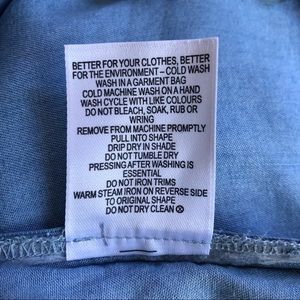 BETTER FOR YOUR CLOTHES, BETTER
FOR THE ENVIRONMENT – COLD WASH
WASH IN A GARMENT BAG
COLD MACHINE WASH ON A HAND
WASH CYCLE WITH LIKE COLOURS
DO NOT BLEACH, SOAK, RUB OR
WRING
REMOVE FROM MACHINE PROMPTLY
PULL INTO SHAPE
DRIP DRY IN SHADE
DO NOT TUMBLE DRY
PRESSING AFTER WASHING IS
ESSENTIAL
DO NOT IRON TRIMS
WARM STEAM IRON ON REVERSE SIDE
TO ORIGINAL SHAPE
DO NOT DRY CLEAN